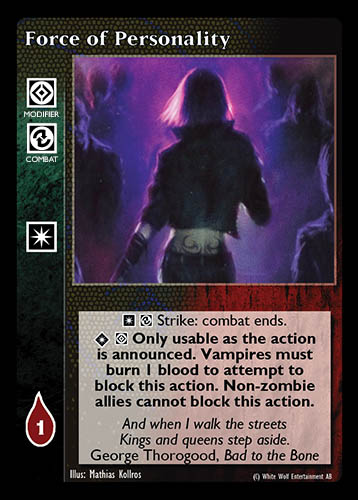 Force of Personality
MODIFIER
COMBAT
Strike: combat ends.
Only usable as the action
is announced. Vampires must
burn 1 blood to attempt to
block this action. Non-zombie
allies cannot block this action.
And when I walk the streets
Kings and queens step aside.
George Thorogood, Bad to the Bone
1
Illus: Mathias Kollros
(C) White Wolf Entertainment AB